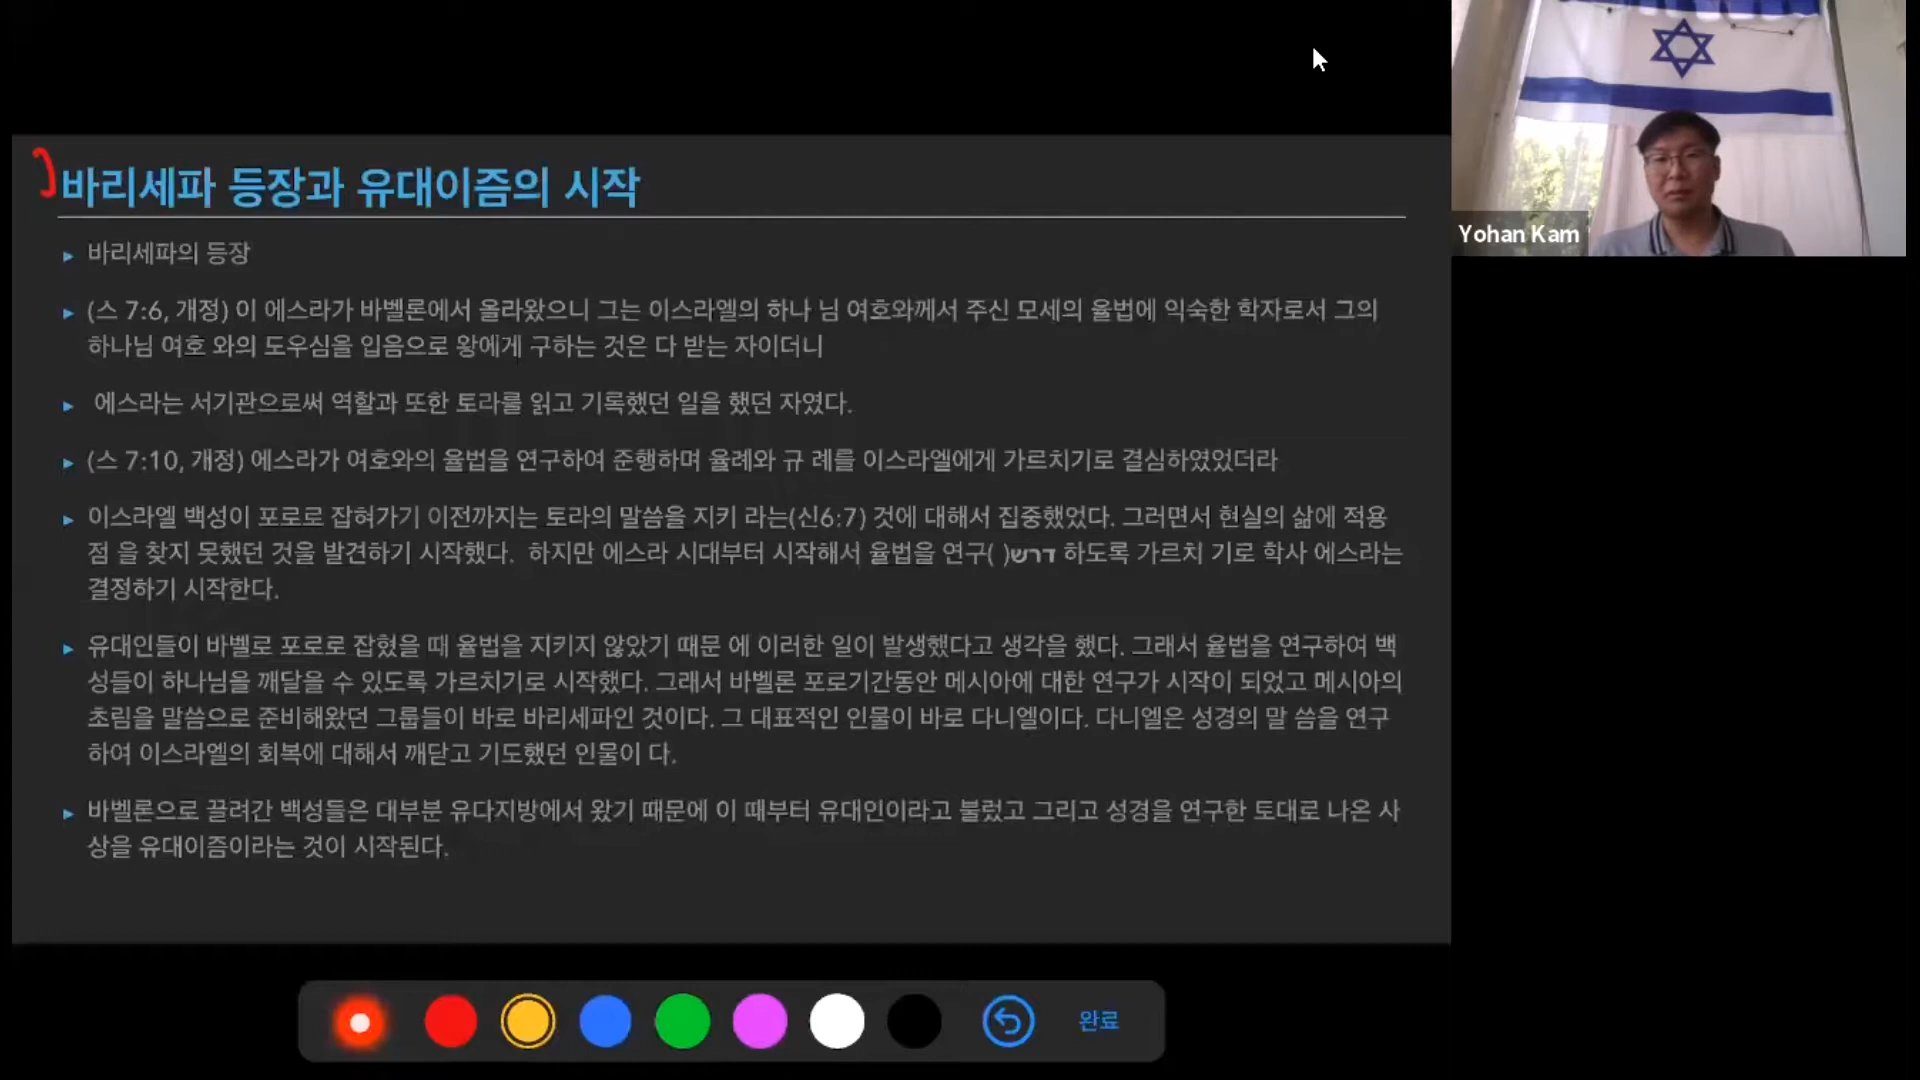 바리세파 등장과 유대이즘의 시작
▸ 바리세파의 등장
▸ (스 7:6, 개정) 이 에스라가 바벨론에서 올라왔으니 그는 이스라엘의 하나 님 여호와께서 주신 모세의 율법에 익숙한 학자로서 그의
하나님 여호 와의 도우심을 입음으로 왕에게 구하는 것은 다 받는 자이더니
▸ 에스라는 서기관으로써 역할과 또한 토라를 읽고 기록했던 일을 했던 자였다.
▸ (스 7:10, 개정) 에스라가 여호와의 율법을 연구하여 준행하며 율례와 규 례를 이스라엘에게 가르치기로 결심하였었더라
▸ 이스라엘 백성이 포로로 잡혀가기 이전까지는 토라의 말씀을 지키 라는(신6:7) 것에 대해서 집중했었다. 그러면서 현실의 삶에 적용
점 을 찾지 못했던 것을 발견하기 시작했다. 하지만 에스라 시대부터 시작해서 율법을 연구( )דרש 하도록 가르치 기로 학사 에스라는
결정하기 시작한다.
▸ 유대인들이 바벨로 포로로 잡혔을 때 율법을 지키지 않았기 때문 에 이러한 일이 발생했다고 생각을 했다. 그래서 율법을 연구하여 백
성들이 하나님을 깨달을 수 있도록 가르치기로 시작했다. 그래서 바벨론 포로기간동안 메시아에 대한 연구가 시작이 되었고 메시아의
초림을 말씀으로 준비해왔던 그룹들이 바로 바리세파인 것이다. 그 대표적인 인물이 바로 다니엘이다. 다니엘은 성경의 말 씀을 연구
하여 이스라엘의 회복에 대해서 깨닫고 기도했던 인물이 다.
▸ 바벨론으로 끌려간 백성들은 대부분 유다지방에서 왔기 때문에 이 때부터 유대인이라고 불렀고 그리고 성경을 연구한 토대로 나온 사
상을 유대이즘이라는 것이 시작된다.
Yohan Kam
완료